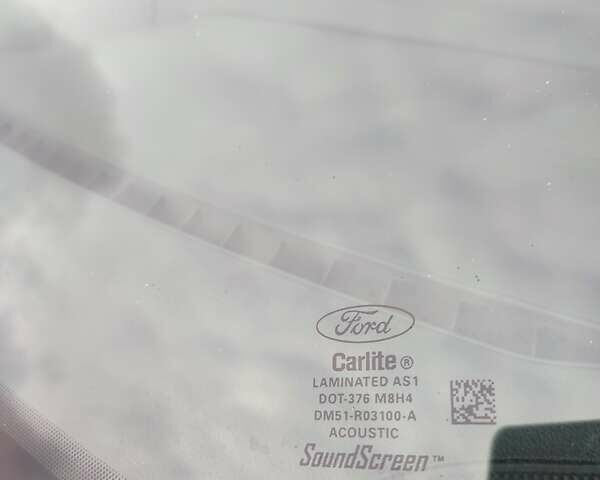 Ford
Carlite®
LAMINATED AS1
DOT-376 M8H4
DM51-R03100-A
ACOUSTIC
SoundScreen™